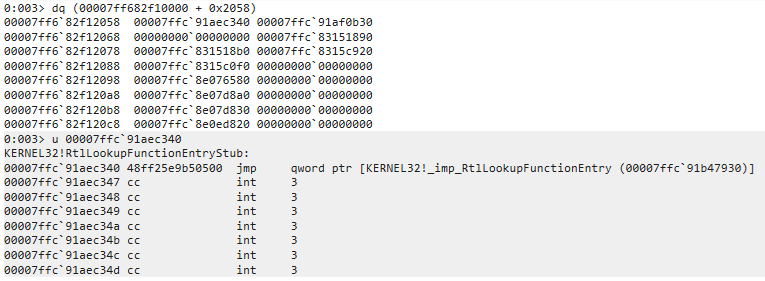 0:003> dq (00007ff682f10000 + 0x2058)
00007ff6`82f12058  00007ffc`91aec340 00007ffc`91af0b30
00007ff6`82f12068  00000000`00000000 00007ffc`83151890
00007ff6`82f12078  00007ffc`831518b0 00007ffc`8315c920
00007ff6`82f12088  00007ffc`8315c0f0 00000000`00000000
00007ff6`82f12098  00007ffc`8e076580 00000000`00000000
00007ff6`82f120a8  00007ffc`8e07d8a0 00000000`00000000
00007ff6`82f120b8  00007ffc`8e07d830 00000000`00000000
00007ff6`82f120c8  00007ffc`8e0ed820 00000000`00000000
0:003> u 00007ffc`91aec340
KERNEL32!RtlLookupFunctionEntryStub:
00007ffc`91aec340 48ff25e9b50500  jmp     qword ptr [KERNEL32!_imp_RtlLookupFunctionEntry (00007ffc`91b47930)]
00007ffc`91aec347 cc              int     3
00007ffc`91aec348 cc              int     3
00007ffc`91aec349 cc              int     3
00007ffc`91aec34a cc              int     3
00007ffc`91aec34b cc              int     3
00007ffc`91aec34c cc              int     3
00007ffc`91aec34d cc              int     3